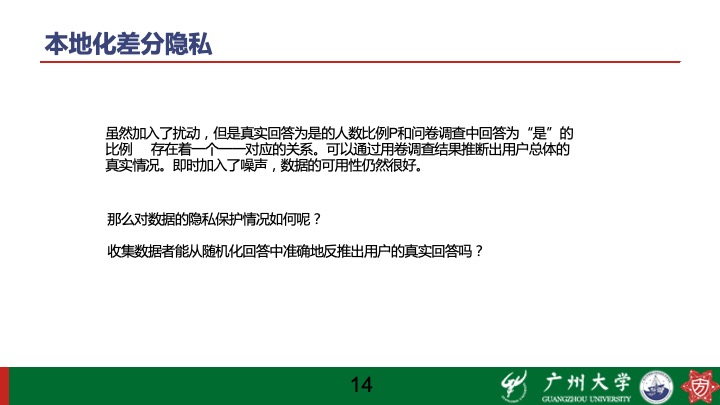 本地化差分隐私
虽然加入了扰动，但是真实回答为是的人数比例P和问卷调查中回答为“是”的
比例 存在着一个一一对应的关系。可以通过用卷调查结果推断出用户总体的
真实情况。即时加入了噪声，数据的可用性仍然很好。
那么对数据的隐私保护情况如何呢？
收集数据者能从随机化回答中准确地反推出用户的真实回答吗？
14
广州大学
GUANGZHOU UNIVERSITY